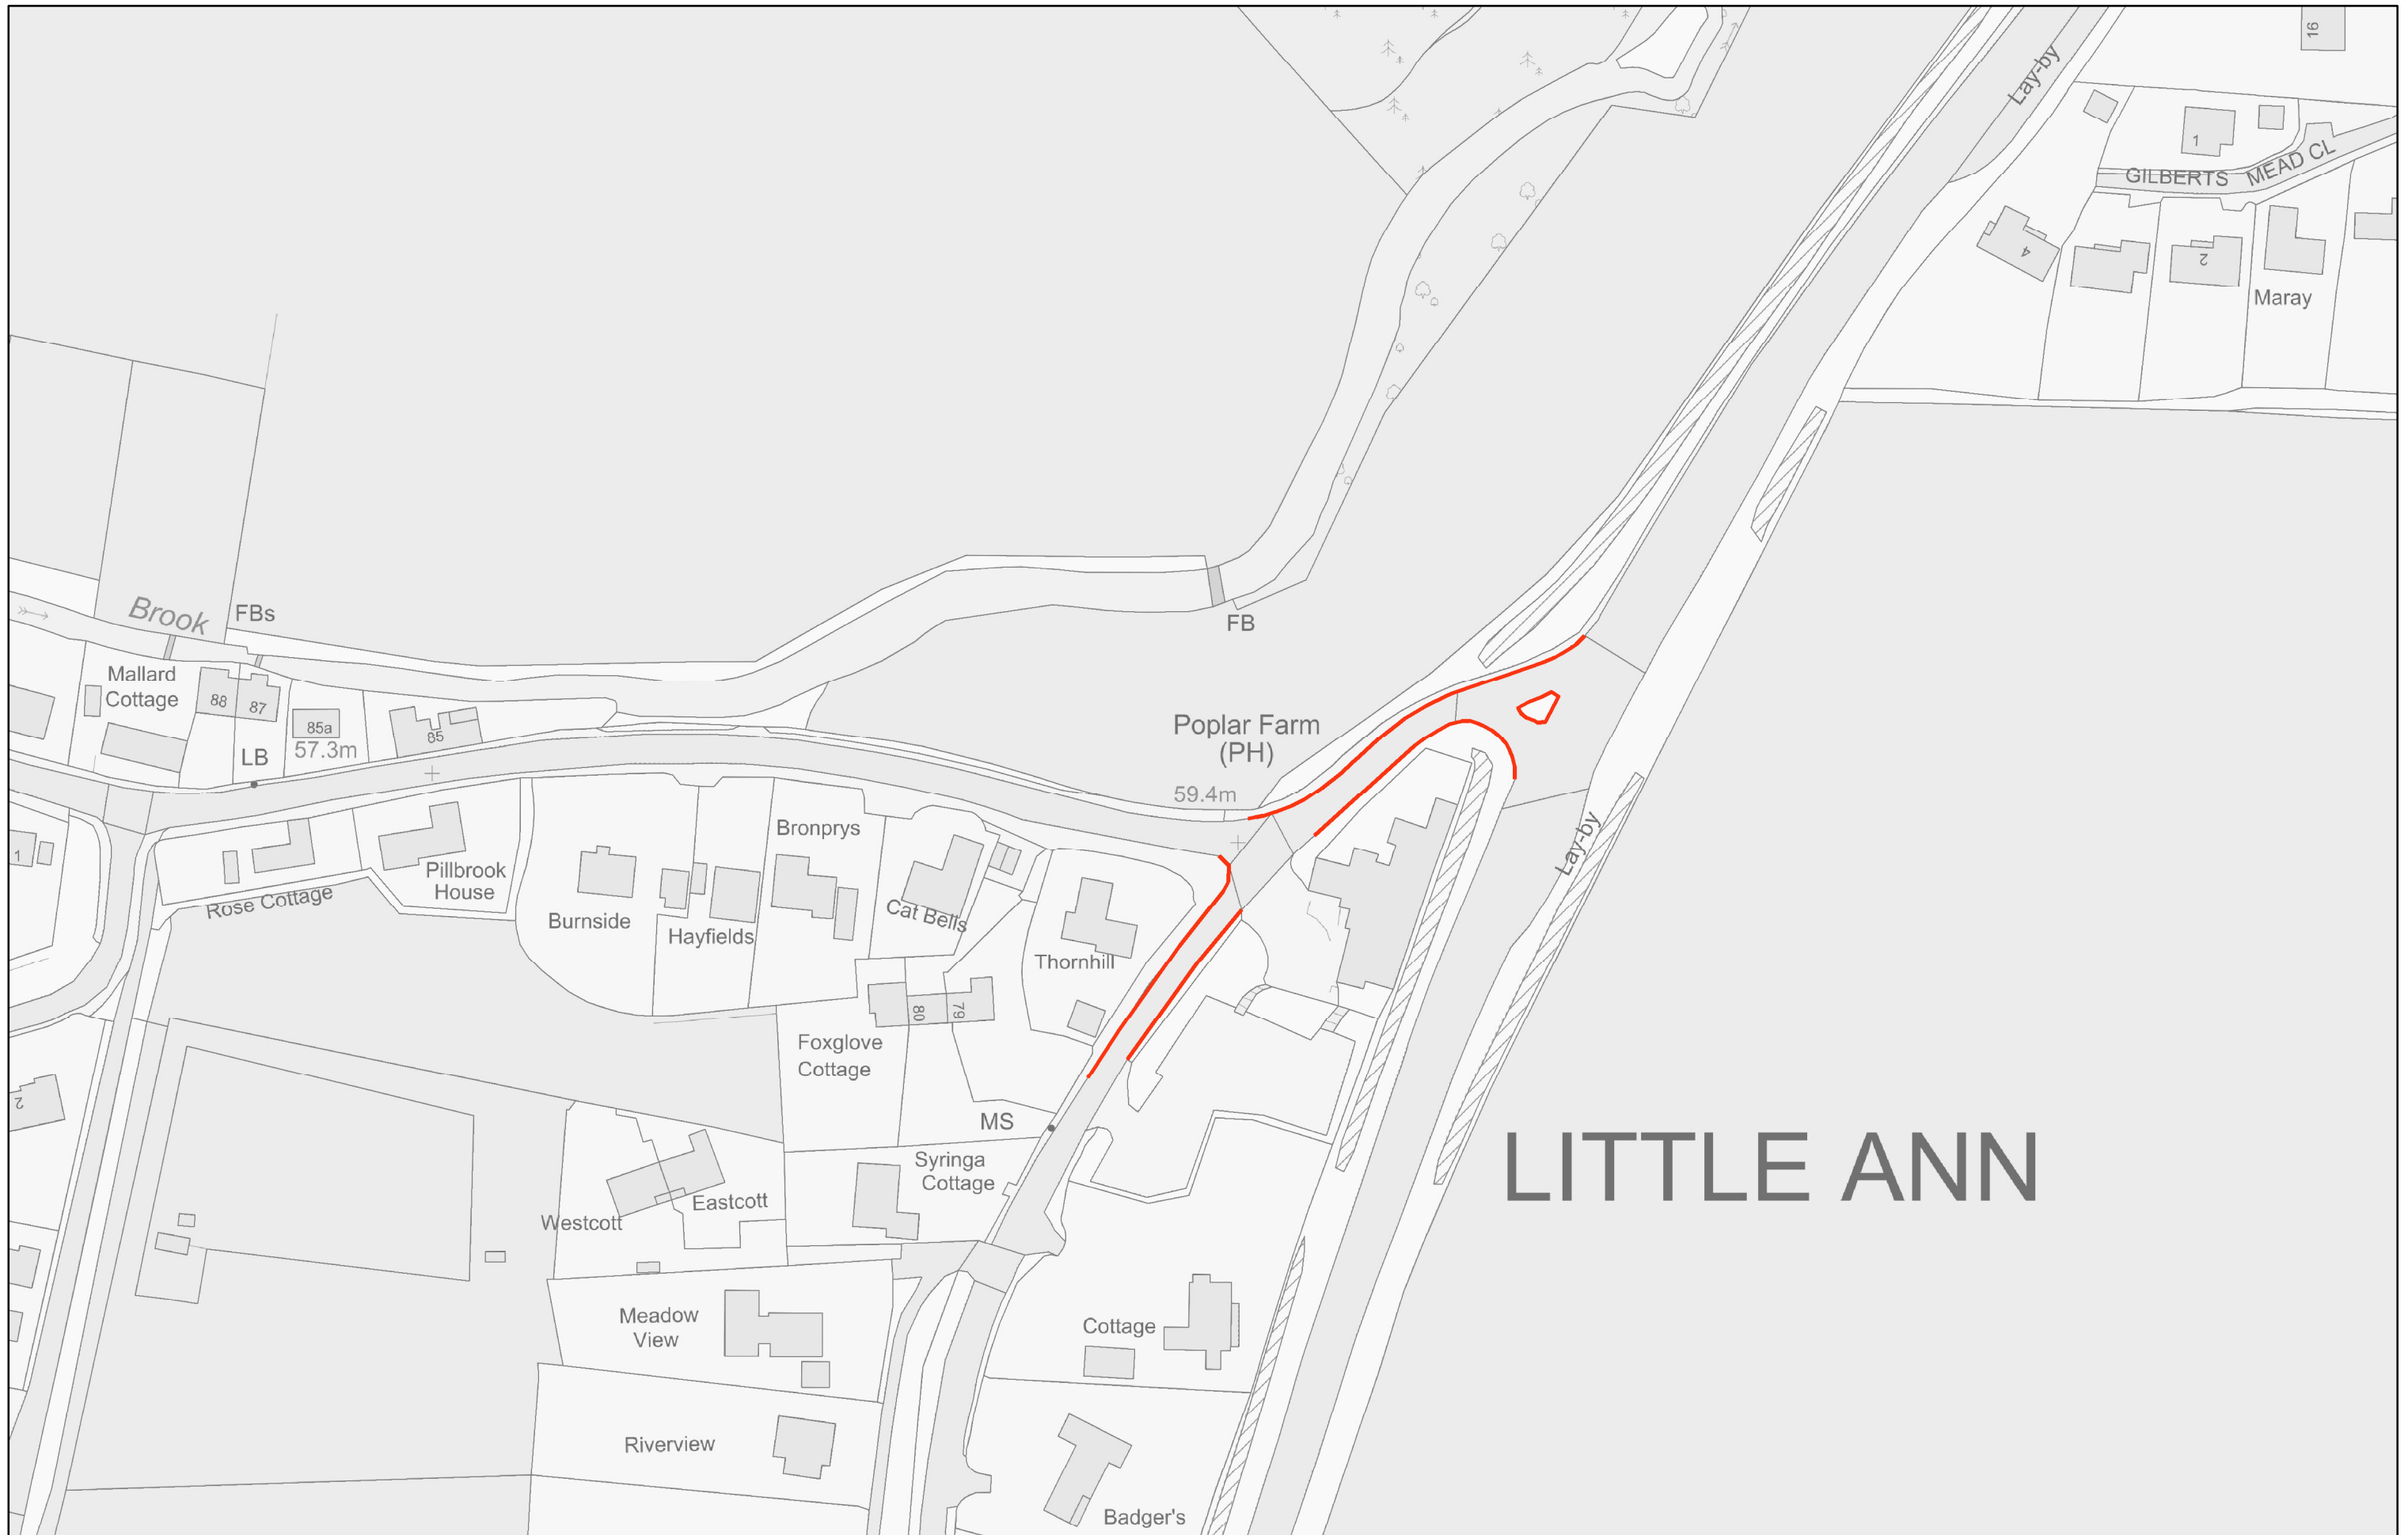 16
Lay-by
1
GILBERTS MEAD CL
4
2
Maray
Brook
FBs
FB
Mallard
Cottage
88
87
85a
85
57.3m
LB
Poplar Farm
(PH)
59.4m
Lay-by
1
Rose Cottage
Pillbrook
House
Burnside
Hayfields
Bronprys
Cat Bells
Thornhill
80
79
Foxglove
Cottage
2
MS
Syringa
Cottage
Westcott
Eastcott
LITTLE ANN
Meadow
View
Cottage
Riverview
Badger's